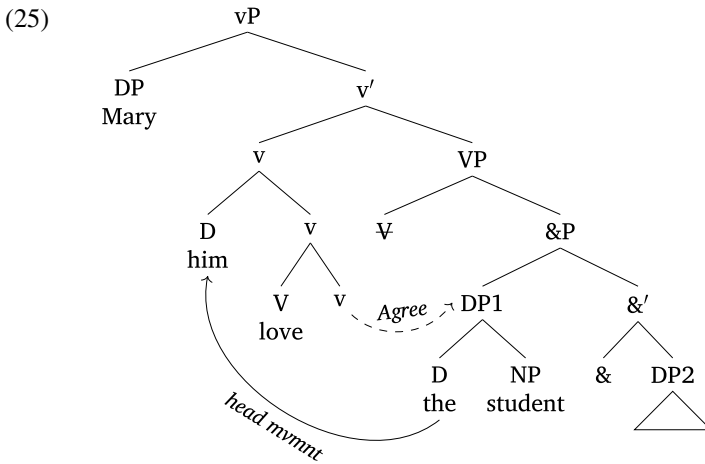 (25)
vP
DP
Mary
v′
v
VP
D
him
v
V
&P
V
love
v
Agree
DP1
&′
D
the
NP
student
&
DP2
head mvmnt